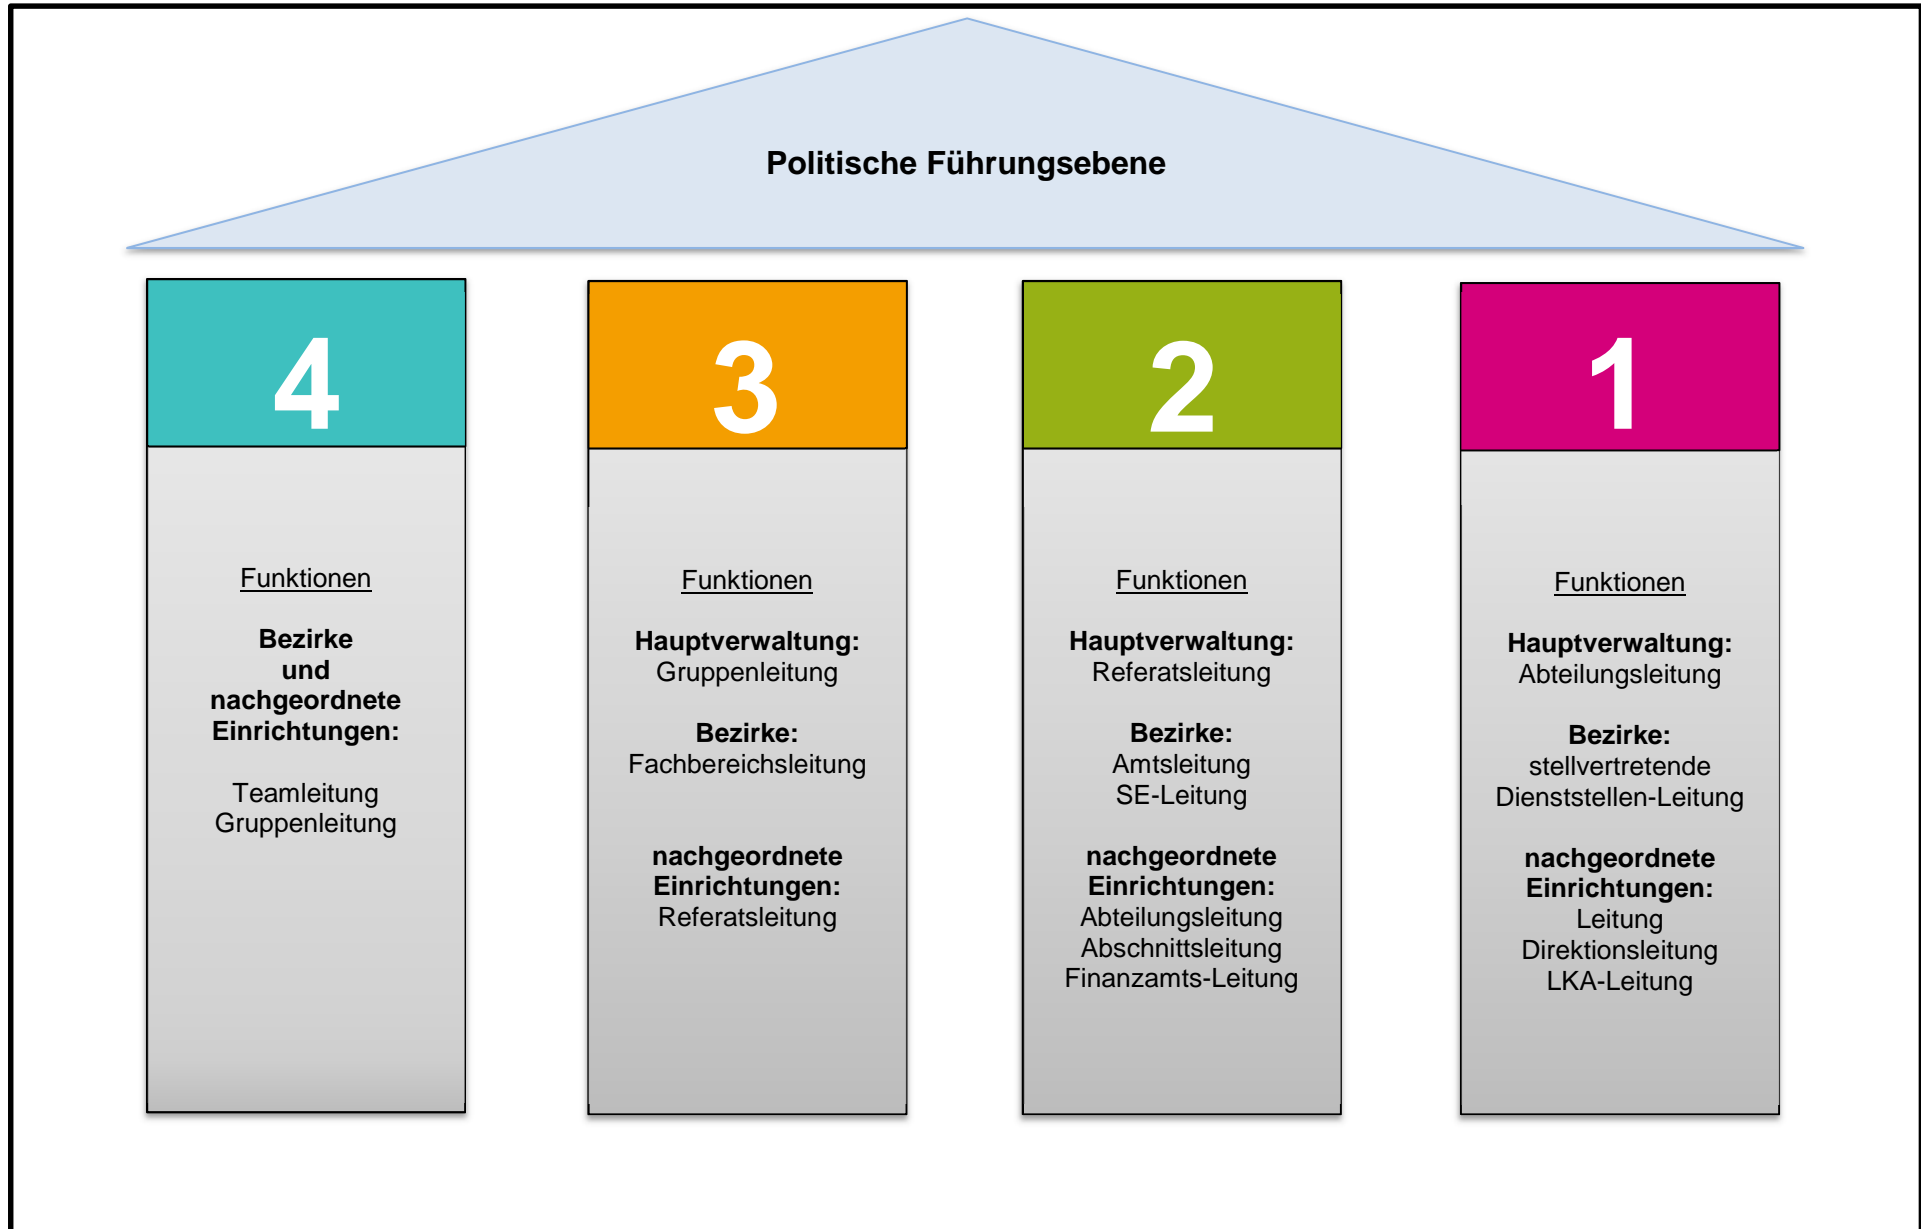 Politische Führungsebene
4
Funktionen
Bezirke
und
nachgeordnete
Einrichtungen:
Teamleitung
Gruppenleitung
3
Funktionen
Hauptverwaltung:
Gruppenleitung
Bezirke:
Fachbereichsleitung
nachgeordnete
Einrichtungen:
Referatsleitung
2
Funktionen
Hauptverwaltung:
Referatsleitung
Bezirke:
Amtsleitung
SE-Leitung
nachgeordnete
Einrichtungen:
Abteilungsleitung
Abschnittsleitung
Finanzamts-Leitung
1
Funktionen
Hauptverwaltung:
Abteilungsleitung
Bezirke:
stellvertretende
Dienststellen-Leitung
nachgeordnete
Einrichtungen:
Leitung
Direktionsleitung
LKA-Leitung